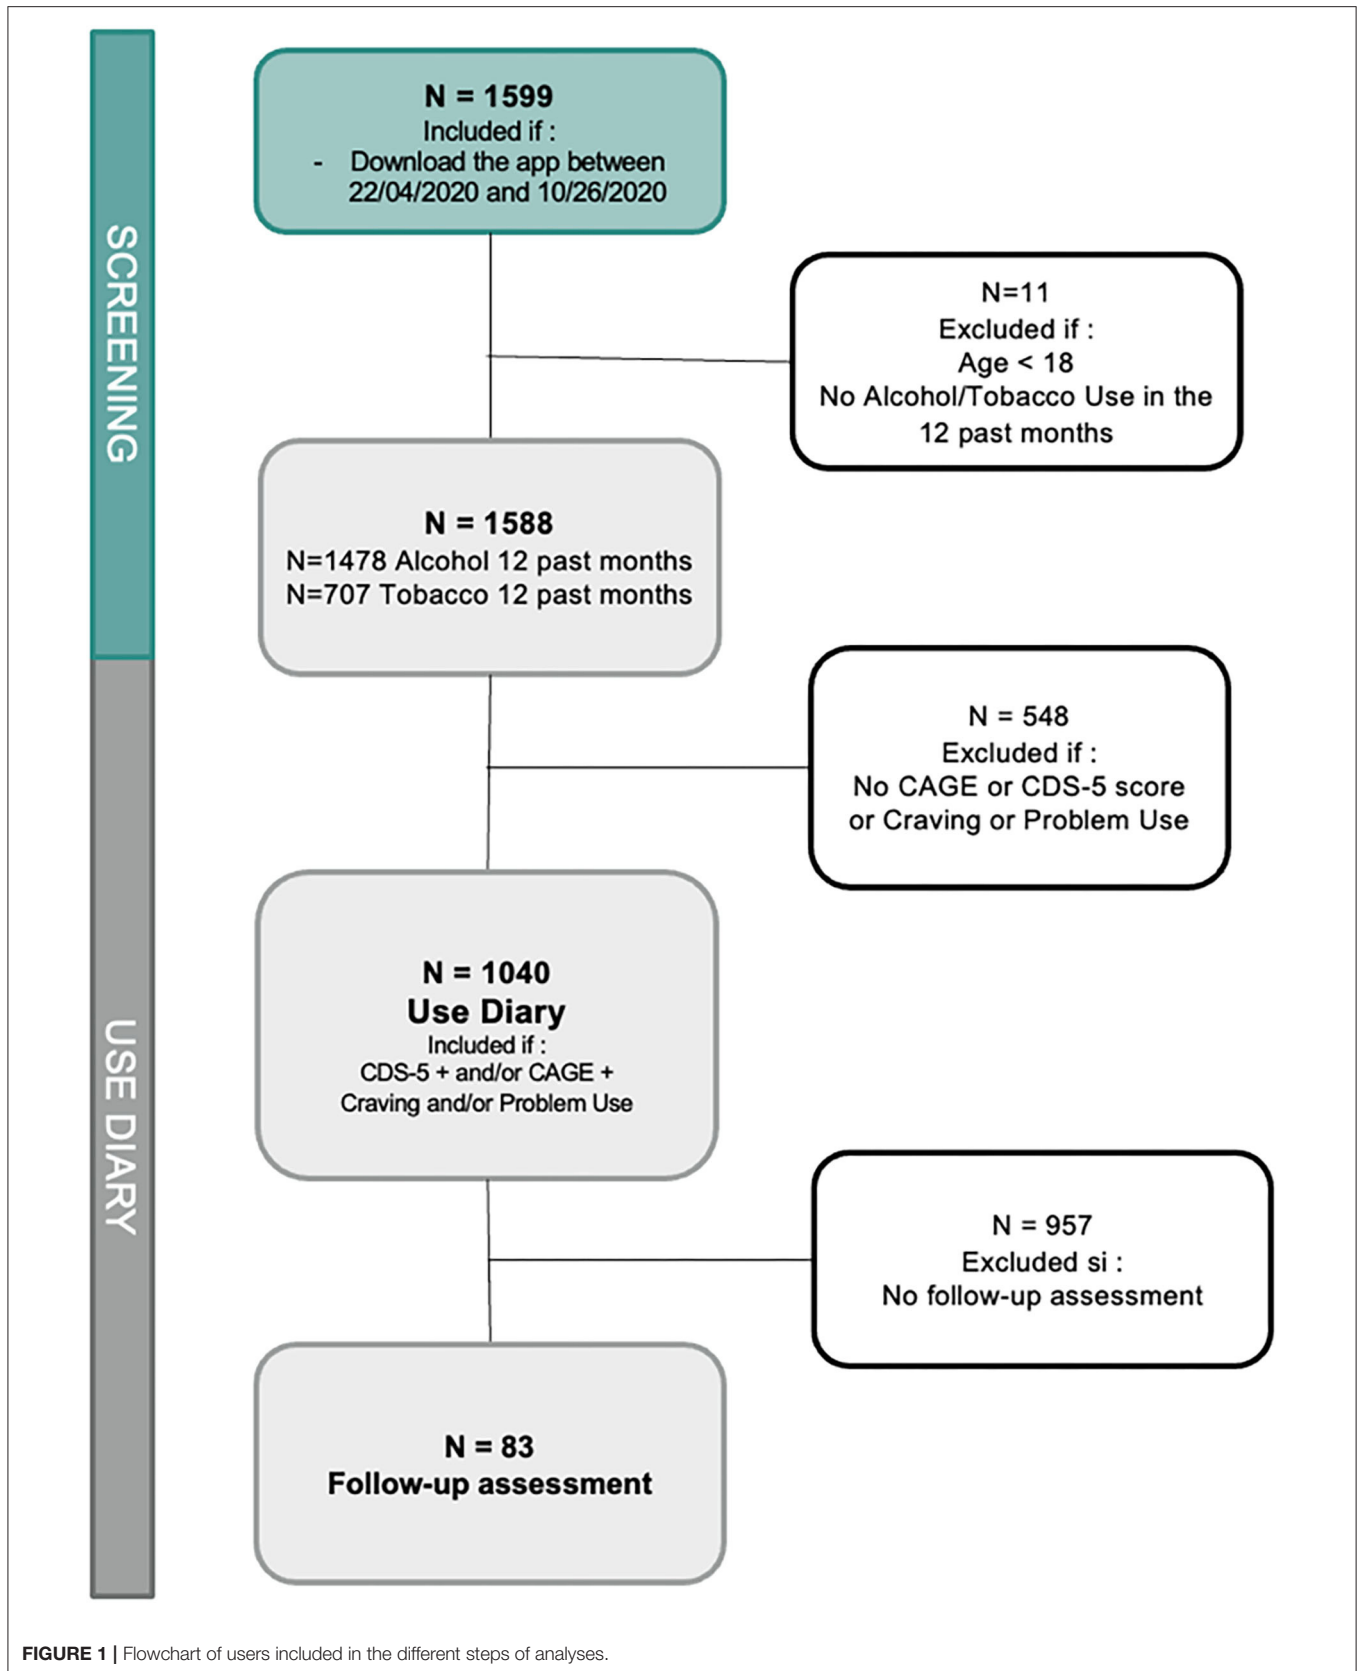 SCREENING
N = 1599
Included if :
- Download the app between
22/04/2020 and 10/26/2020
N=11
Excluded if :
Age < 18
No Alcohol/Tobacco Use in the
12 past months
N = 1588
N=1478 Alcohol 12 past months
N=707 Tobacco 12 past months
USE DIARY
N = 548
Excluded if :
No CAGE or CDS-5 score
or Craving or Problem Use
N = 1040
Use Diary
Included if :
CDS-5 + and/or CAGE +
Craving and/or Problem Use
N = 957
Excluded si :
No follow-up assessment
N = 83
Follow-up assessment
FIGURE 1 | Flowchart of users included in the different steps of analyses.